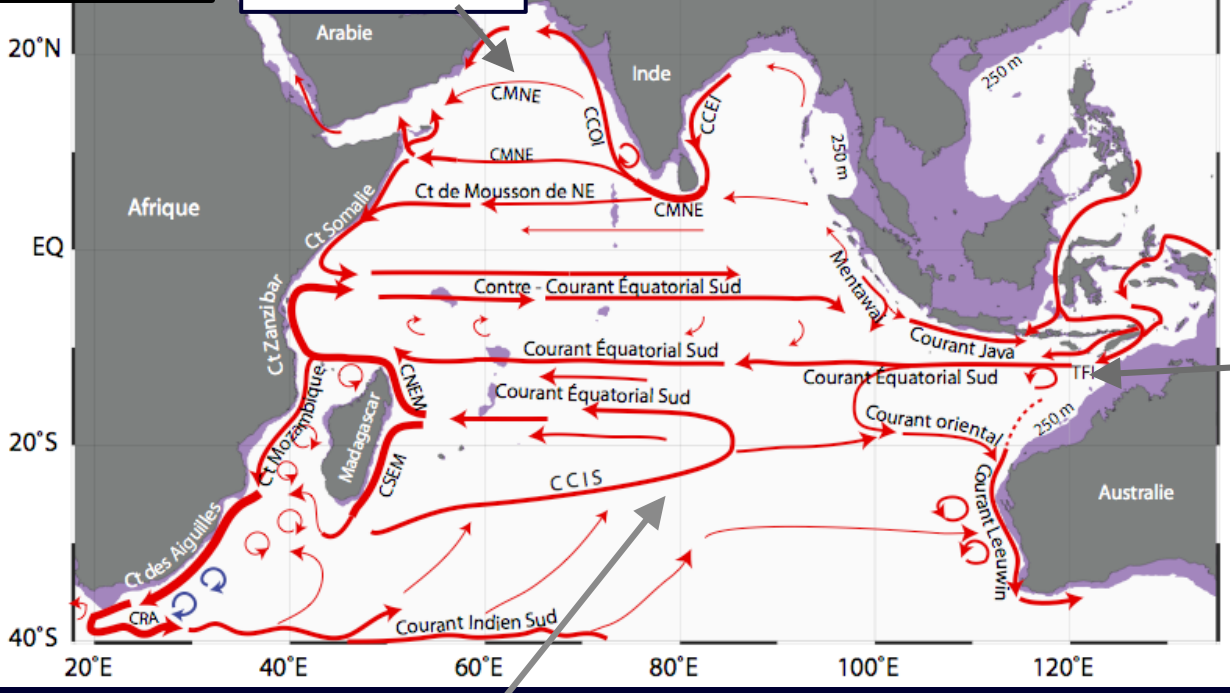 20°N
Arabie
Inde
250 m
CMNE
CCOI
CCEI
250 m
CMNE
Afrique
Ct de Mousson de NE
CMNE
Ct Somalie
EQ
Mentawai
Contre - Courant Équatorial Sud
Ct Zanzibar
Courant Java
Courant Équatorial Sud
TFI
Courant Équatorial Sud
CNEM
Courant Équatorial Sud
Ct Mozambique
Madagascar
250 m
Courant oriental
20°S
CSEM
CCIS
Courant Leeuwin
Australie
Ct des Aiguilles
CRA
Courant Indien Sud
40°S
20°E
40°E
60°E
80°E
100°E
120°E